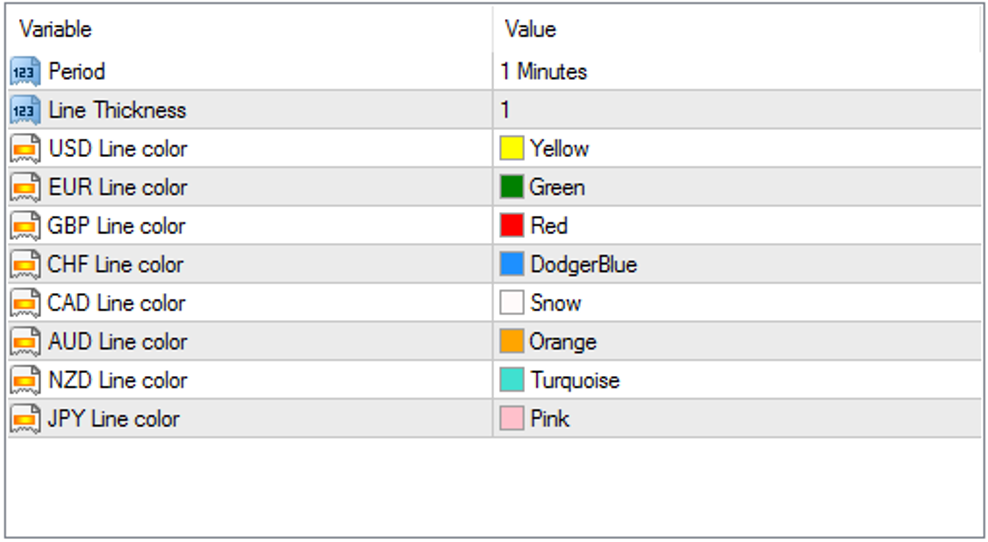 Variable Value
123 Period 1 Minutes
123 Line Thickness 1
USD Line color Yellow
EUR Line color Green
GBP Line color Red
CHF Line color DodgerBlue
CAD Line color Snow
AUD Line color Orange
NZD Line color Turquoise
JPY Line color Pink